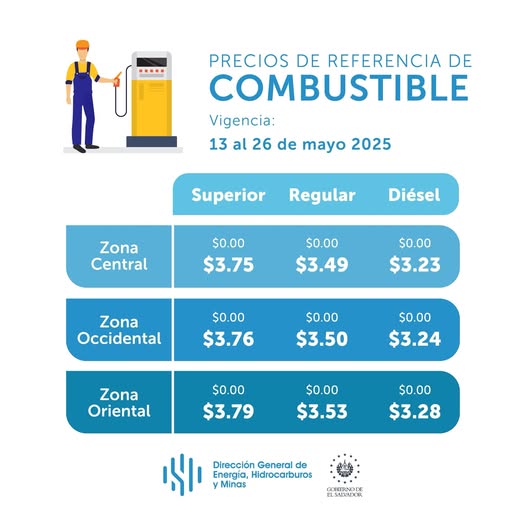 PRECIOS DE REFERENCIA DE
COMBUSTIBLE
Vigencia:
13 al 26 de mayo 2025
Superior Regular Diésel
Zona
Central
$0.00 $0.00 $0.00
$3.75 $3.49 $3.23
Zona
Occidental
$0.00 $0.00 $0.00
$3.76 $3.50 $3.24
Zona
Oriental
$0.00 $0.00 $0.00
$3.79 $3.53 $3.28
Dirección General de
Energía, Hidrocarburos
y Minas
GOBIERNO DE
EL SALVADOR